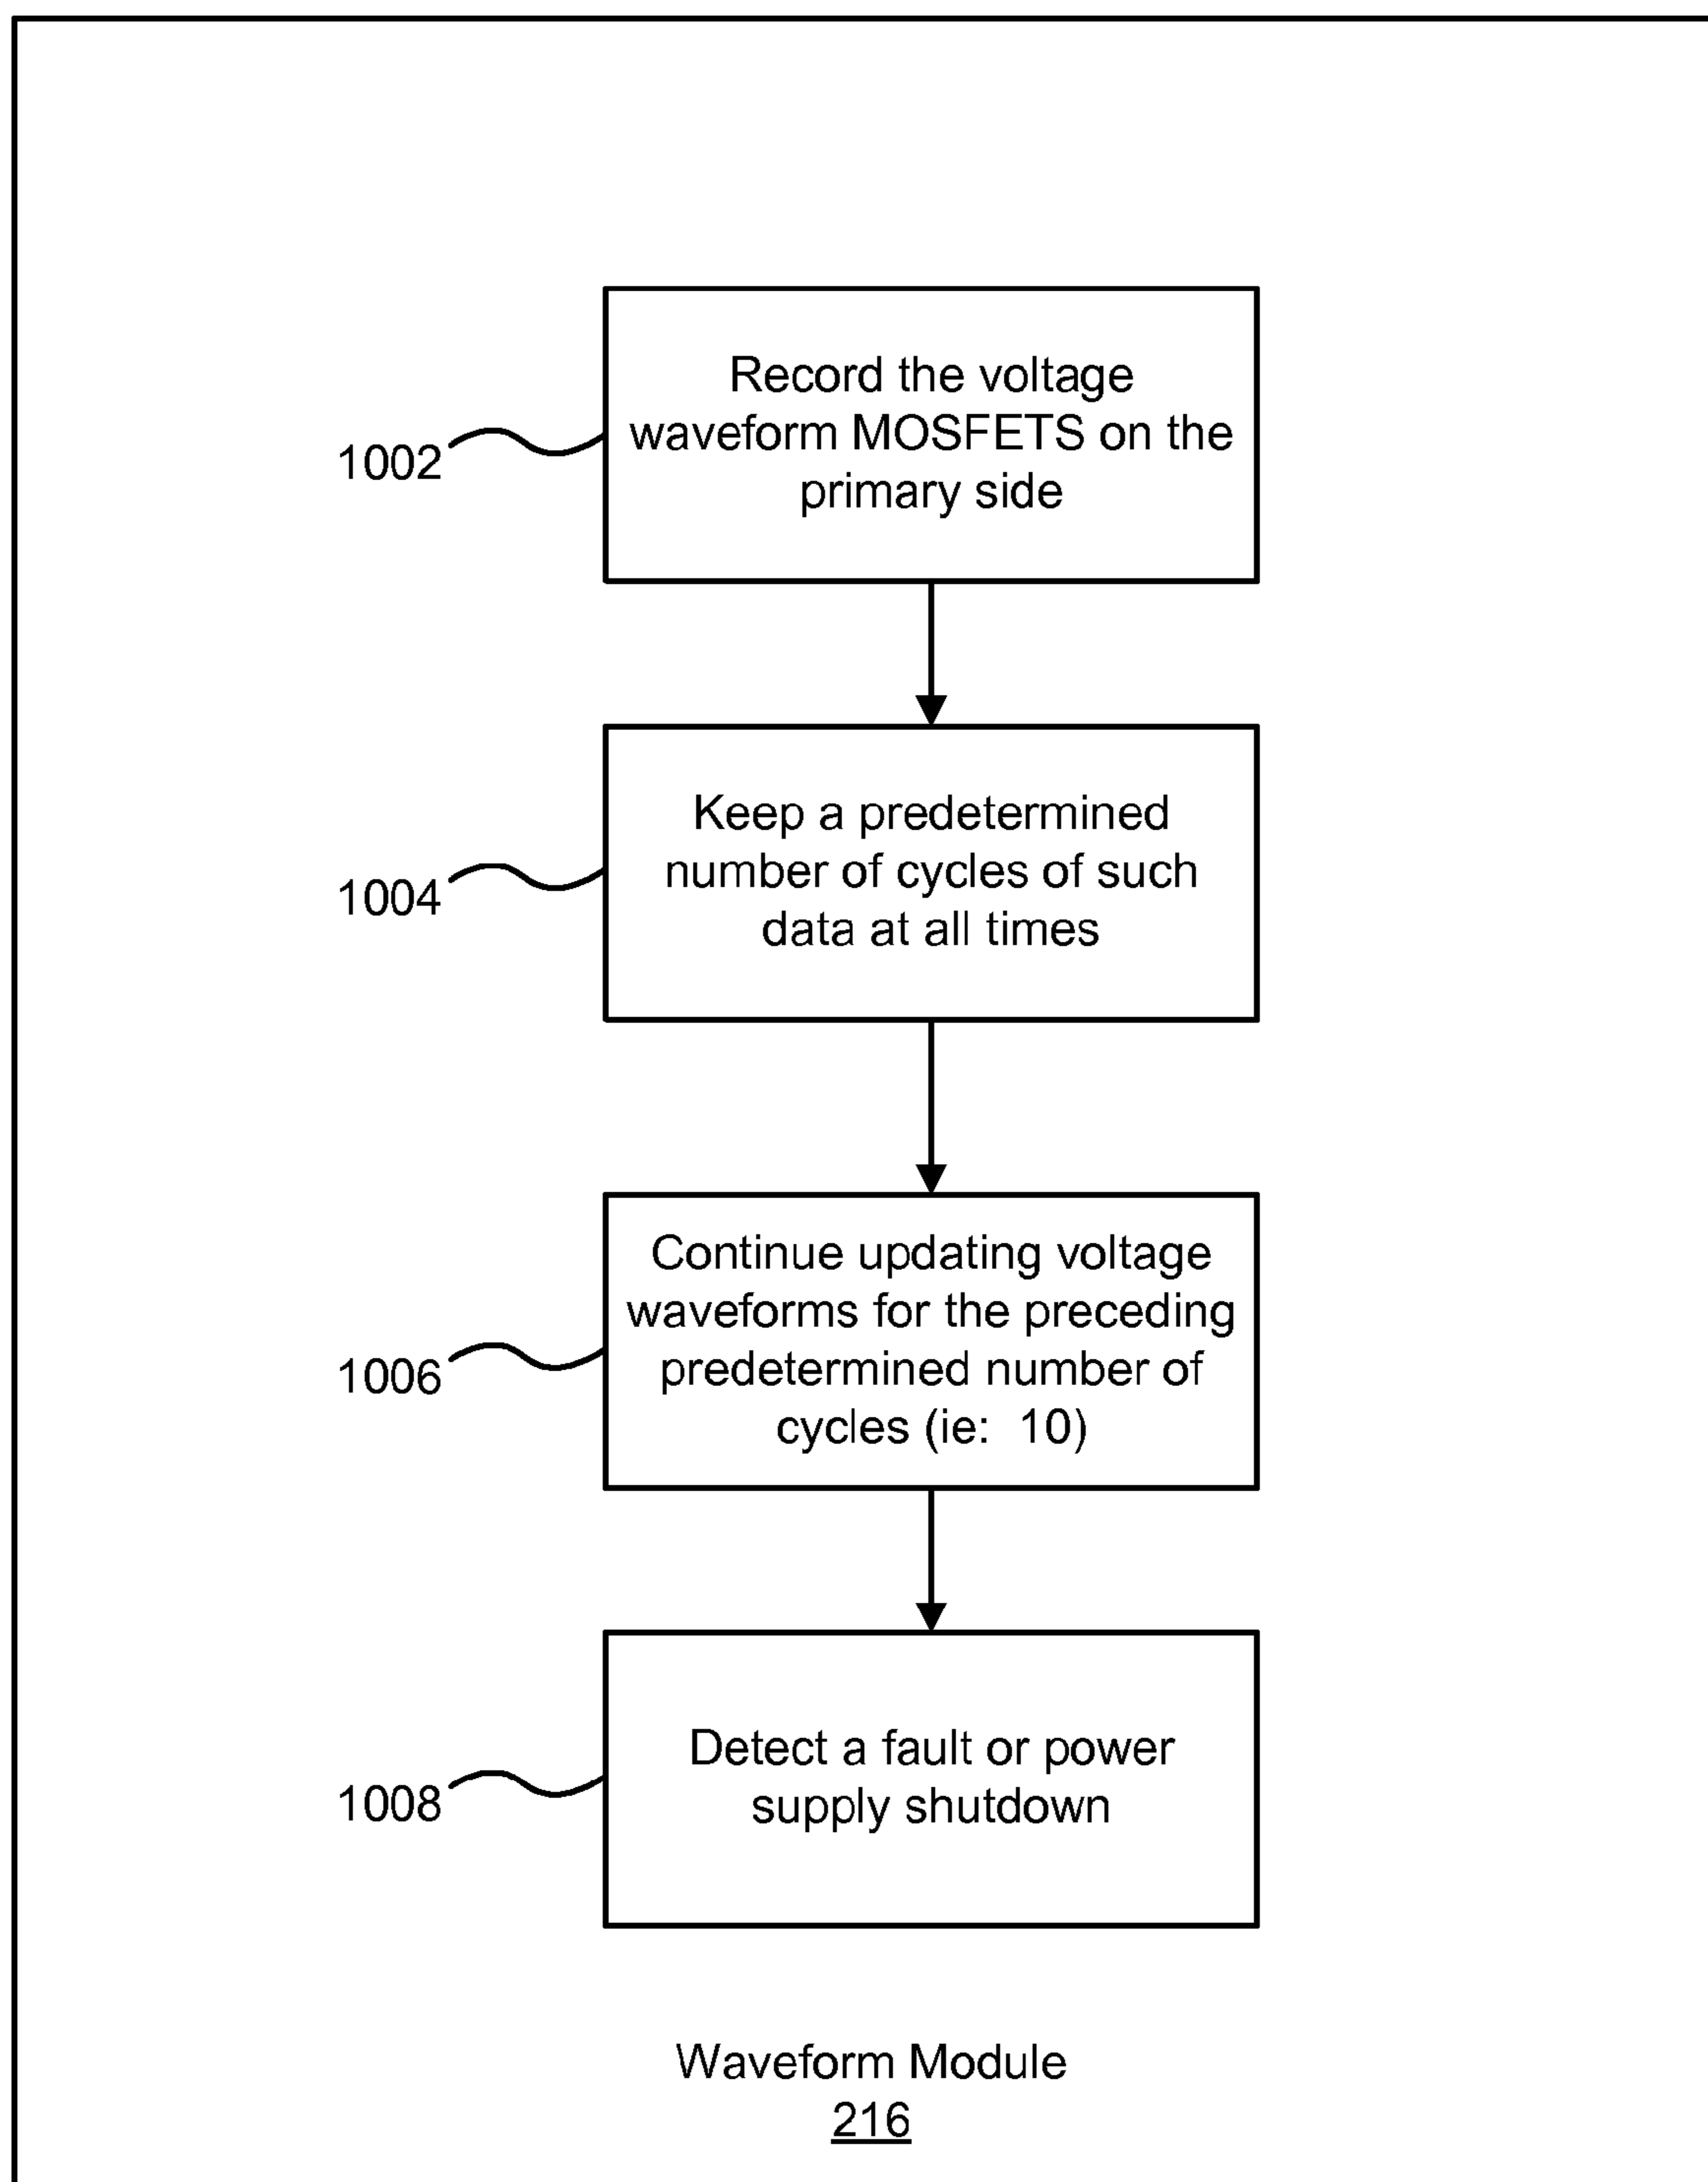 Record the voltage
waveform MOSFETS on the
primary side
1002
Keep a predetermined
number of cycles of such
data at all times
1004
Continue updating voltage
waveforms for the preceding
predetermined number of
cycles (ie:  10)
1006
Detect a fault or power
supply shutdown
1008
Waveform Module
216